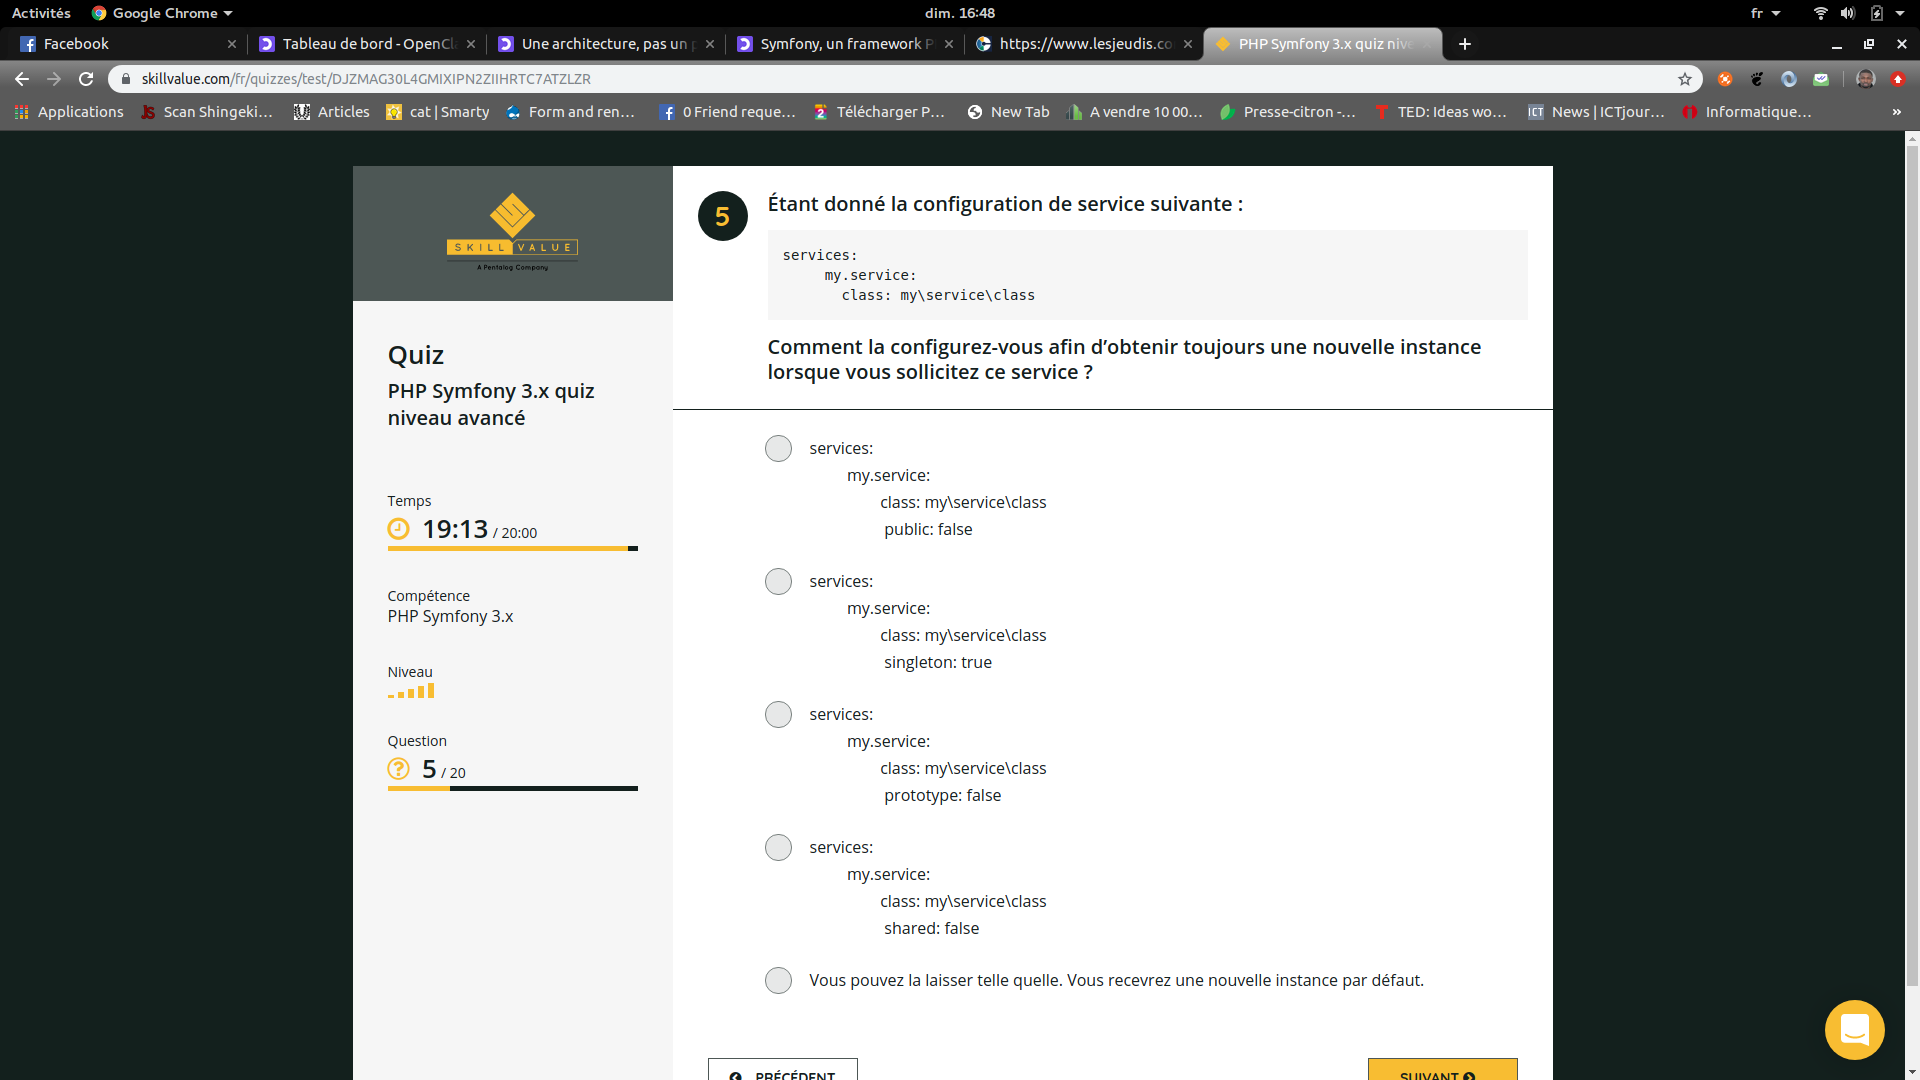 Activités
Google Chrome
dim. 16:48
fr
Facebook
Tableau de bord - OpenCl
Une architecture, pas un
Symfony, un framework P
https://www.lesjeudis.co
PHP Symfony 3.x quiz nive
skillvalue.com/fr/quizzes/test/DJZMAG30L4GMIXIPN2ZIIHRTC7ATZLZR
Applications
Scan Shingeki...
Articles
cat | Smarty
Form and ren...
0 Friend reque...
Télécharger P...
New Tab
A vendre 10 00...
Presse-citron -...
TED: Ideas wo...
News | ICTjour...
Informatique...
»
SKILL VALUE
A Pentalog Company
Quiz
PHP Symfony 3.x quiz
niveau avancé
Temps
19:13 / 20:00
Compétence
PHP Symfony 3.x
Niveau
Question
5 / 20
5
Étant donné la configuration de service suivante :
services:
my.service:
class: my\service\class
Comment la configurez-vous afin d’obtenir toujours une nouvelle instance
lorsque vous sollicitez ce service ?
services:
my.service:
class: my\service\class
public: false
services:
my.service:
class: my\service\class
singleton: true
services:
my.service:
class: my\service\class
prototype: false
services:
my.service:
class: my\service\class
shared: false
Vous pouvez la laisser telle quelle. Vous recevrez une nouvelle instance par défaut.
PRÉCÉDENT
SUIVANT